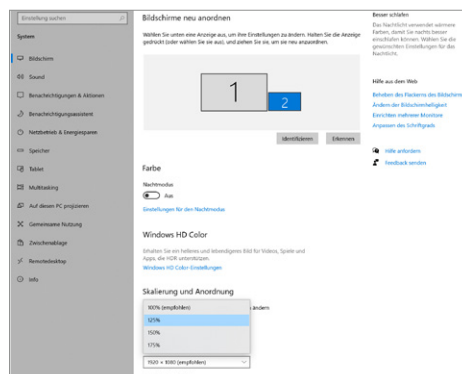 Einstellung suchen
System
Bildschirm
Sound
Benachrichtigungen & Aktionen
Benachrichtigungsassistent
Netzbetrieb & Energiesparen
Speicher
Tablet
Multitasking
Auf diesen PC projizieren
Gemeinsame Nutzung
Zwischenablage
Remotedesktop
Info
Bildschirme neu anordnen
Wählen Sie unten eine Anzeige aus, um ihre Einstellungen zu ändern. Halten Sie die Anzeige
gedrückt (oder wählen Sie sie aus), und ziehen Sie sie, um sie neu anzuordnen.
1
2
Identifizieren
Erkennen
Farbe
Nachtmodus
Aus
Einstellungen für den Nachtmodus
Windows HD Color
Erhalten Sie ein helleres und lebendigeres Bild für Videos, Spiele und
Apps, die HDR unterstützen.
Windows HD Color-Einstellungen
Skalierung und Anordnung
100% (empfohlen)
ändern
125%
150%
175%
1920 × 1080 (empfohlen)
Besser schlafen
Das Nachtlicht verwendet wärmere
Farben, damit Sie nachts besser
einschlafen können. Wählen Sie die
gewünschten Einstellungen für das
Nachtlicht.
Hilfe aus dem Web
Beheben des Flackerns des Bildschirms
Ändern der Bildschirmhelligkeit
Einrichten mehrerer Monitore
Anpassen des Schriftgrads
Hilfe anfordern
Feedback senden